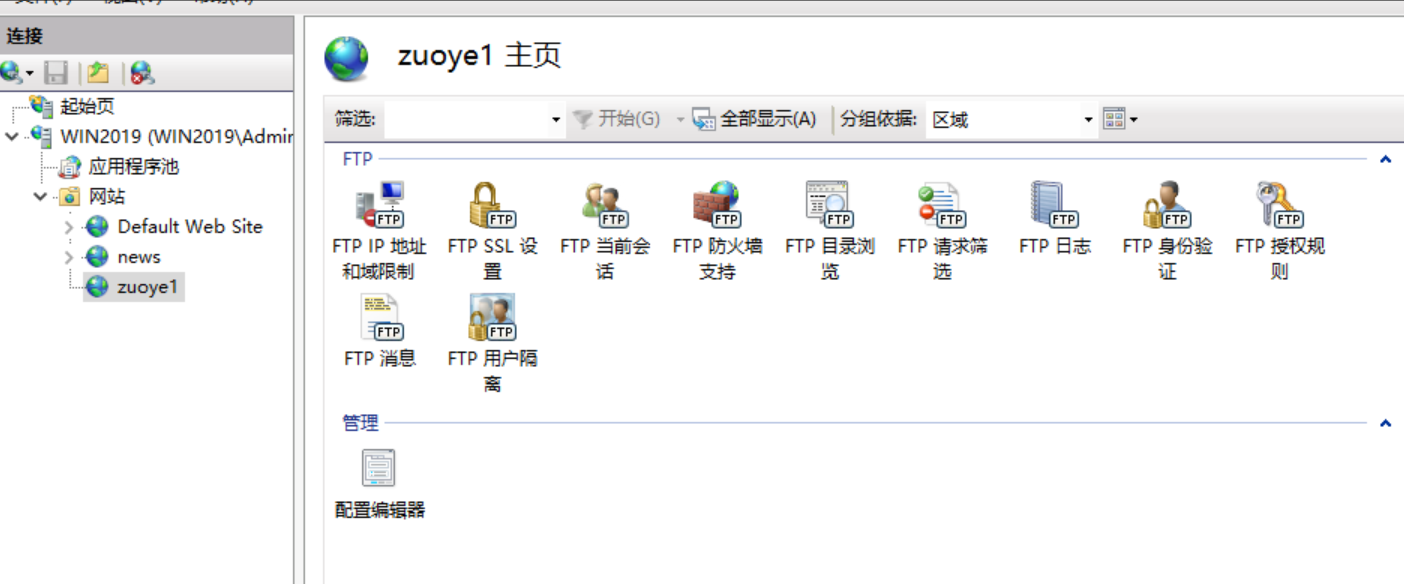 连接
zuoye1 主页
筛选:
开始(G)
全部显示(A)
分组依据:
区域
起始页
WIN2019 (WIN2019\Admin
应用程序池
网站
Default Web Site
news
zuoye1
FTP
FTP IP 地址
和域限制
FTP SSL 设
置
FTP 当前会
话
FTP 防火墙
支持
FTP 目录浏
览
FTP 请求筛
选
FTP 日志
FTP 身份验
证
FTP 授权规
则
FTP 消息
FTP 用户隔
离
管理
配置编辑器